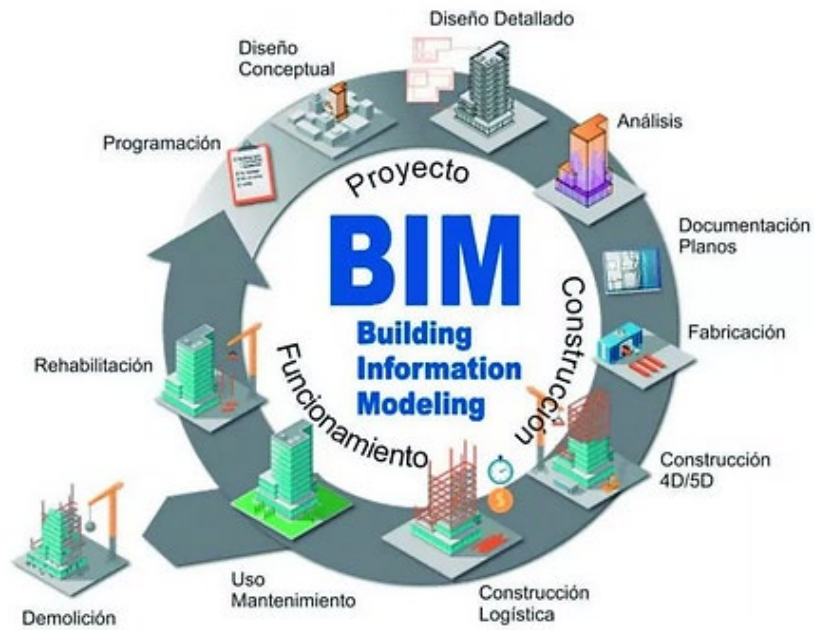 Diseño Detallado
Diseño
Conceptual
Análisis
Programación
Proyecto
BIM
Building
Information
Modeling
Documentación
Planos
Construcción
Fabricación
Funcionamiento
Rehabilitación
Construcción
4D/5D
$
Uso
Mantenimiento
Construcción
Logística
Demolición